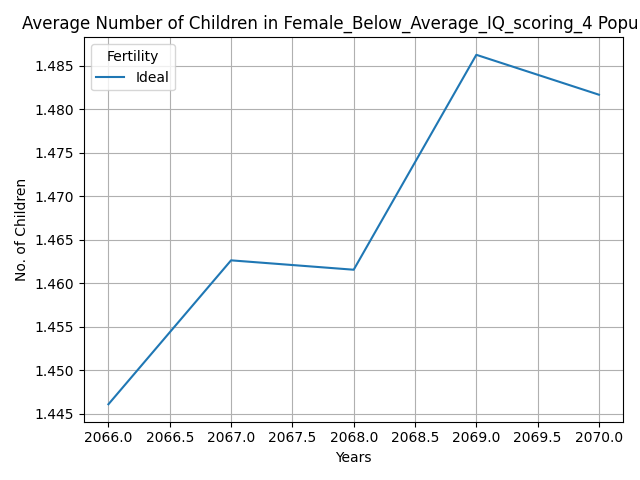 Average Number of Children in Female_Below_Average_IQ_scoring_4 Popu
Fertility
Ideal
1.485
1.480
1.475
1.470
1.465
1.460
1.455
1.450
1.445
No. of Children
2066.0 2066.5 2067.0 2067.5 2068.0 2068.5 2069.0 2069.5 2070.0
Years